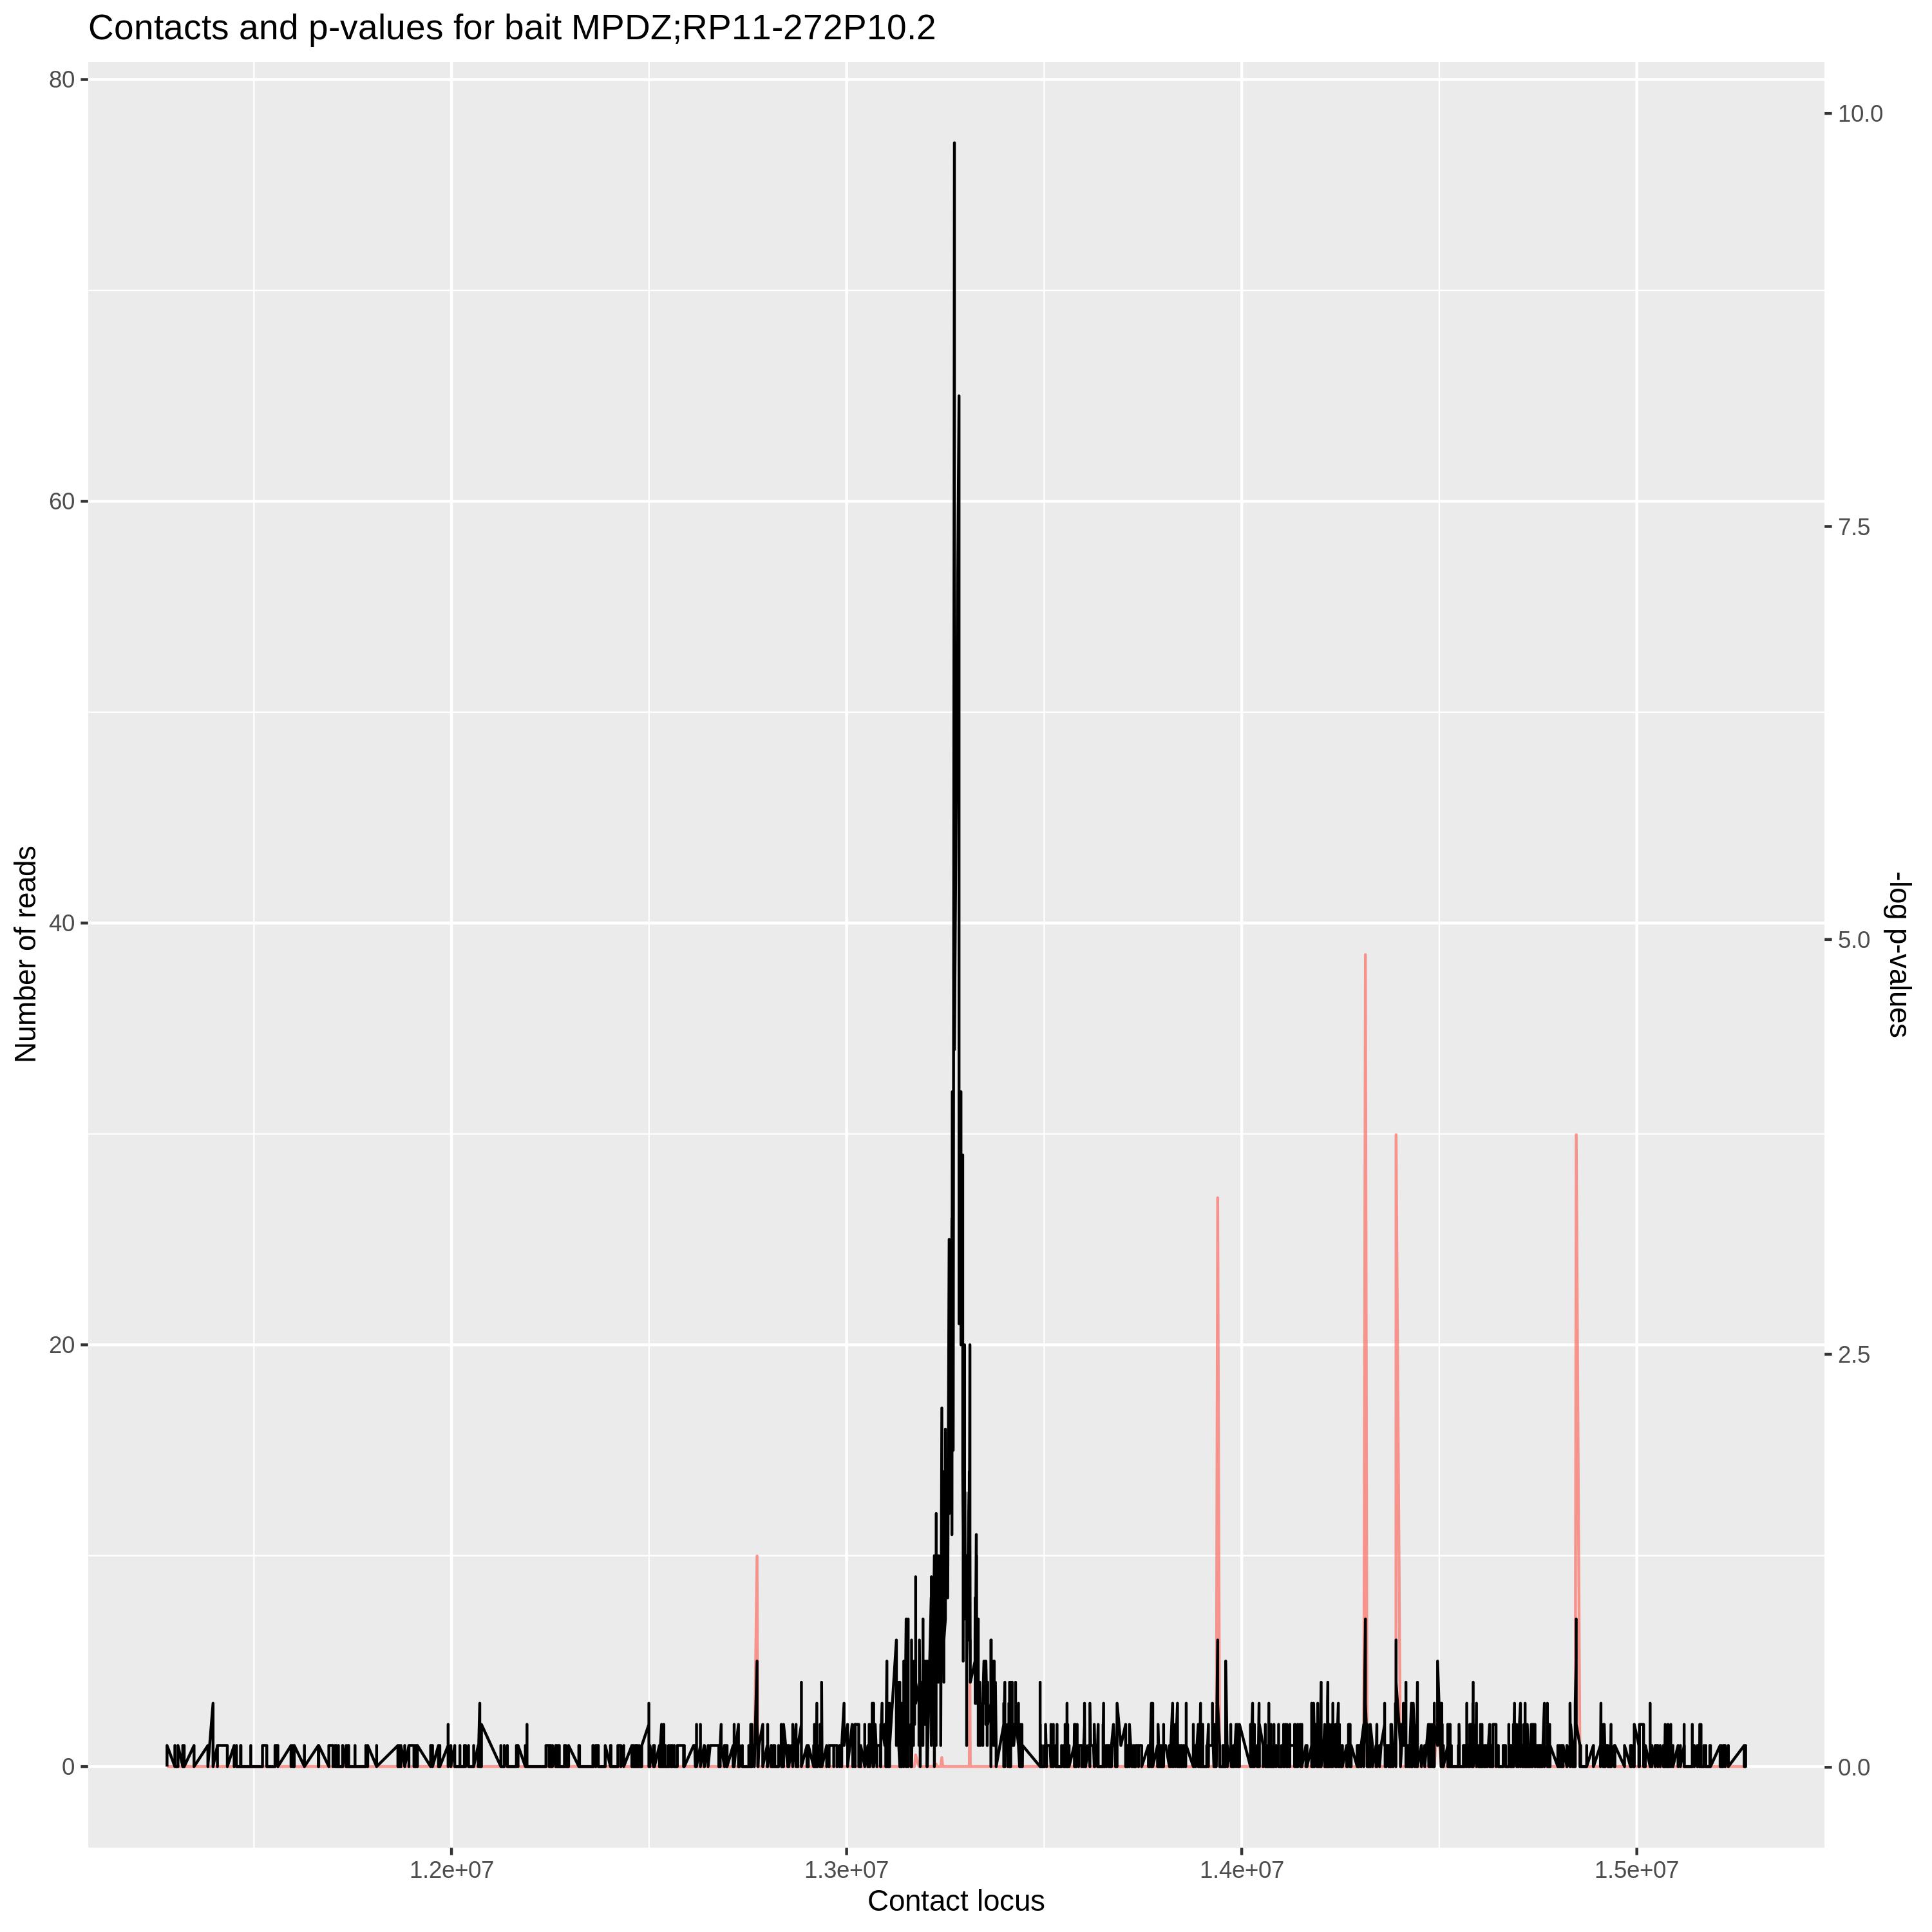 Contacts and p-values for bait MPDZ;RP11-272P10.2
80
60
40
20
0
Number of reads
10.0
7.5
5.0
2.5
0.0
-log p-values
1.2e+07
1.3e+07
1.4e+07
1.5e+07
Contact locus